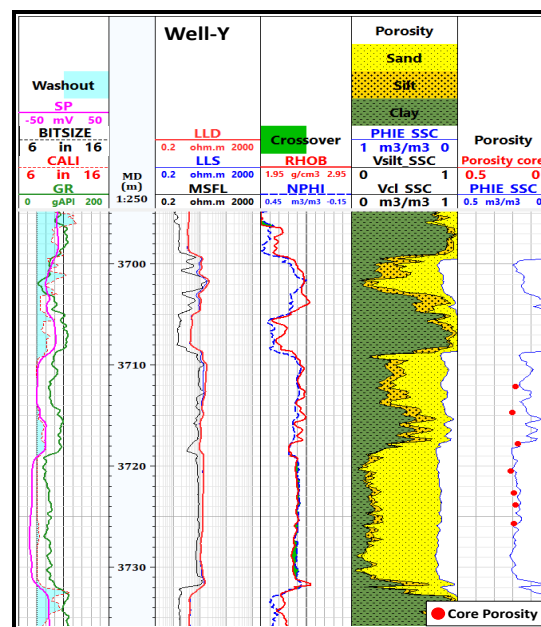 Well-Y
Washout
SP
-50 mV 50
BITSIZE
6 in 16
CALI
6 in 16
GR
0 gAPI 200
MD
(m)
1:250
LLD
0.2 ohm.m 2000
LLS
0.2 ohm.m 2000
MSFL
0.2 ohm.m 2000
Crossover
RHOB
1.95 g/cm3 2.95
NPHI
0.45 m3/m3 -0.15
Porosity
Sand
Silt
Clay
PHIE SSC
1 m3/m3 0
Vsilt_SSC
0 1
Vcl_SSC
0 m3/m3 1
Porosity
Porosity core
0.5 0
PHIE_SSC
0.5 m3/m3 0
3700
3710
3720
3730
Core Porosity